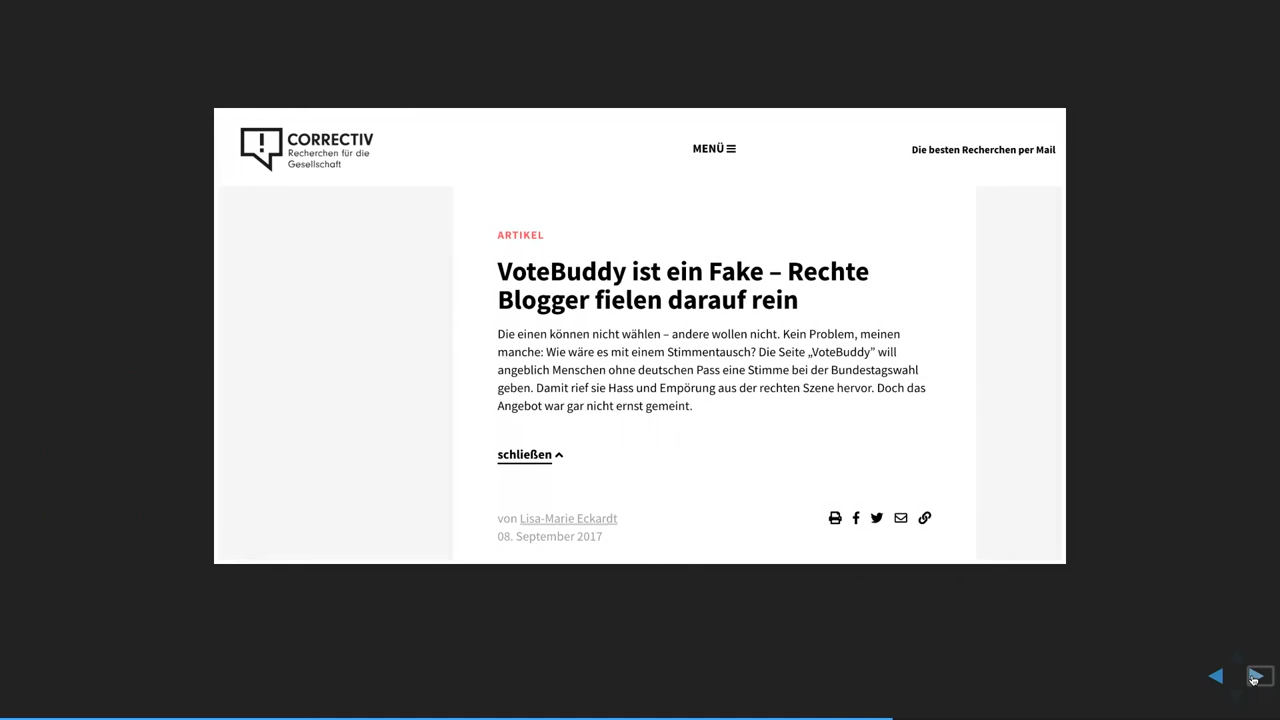 CORRECTIV
Recherchen für die
Gesellschaft
MENÜ
Die besten Recherchen per Mail
ARTIKEL
VoteBuddy ist ein Fake – Rechte
Blogger fielen darauf rein
Die einen können nicht wählen – andere wollen nicht. Kein Problem, meinen
manche: Wie wäre es mit einem Stimmentausch? Die Seite „VoteBuddy” will
angeblich Menschen ohne deutschen Pass eine Stimme bei der Bundestagswahl
geben. Damit rief sie Hass und Empörung aus der rechten Szene hervor. Doch das
Angebot war gar nicht ernst gemeint.
schließen
von Lisa-Marie Eckardt
08. September 2017